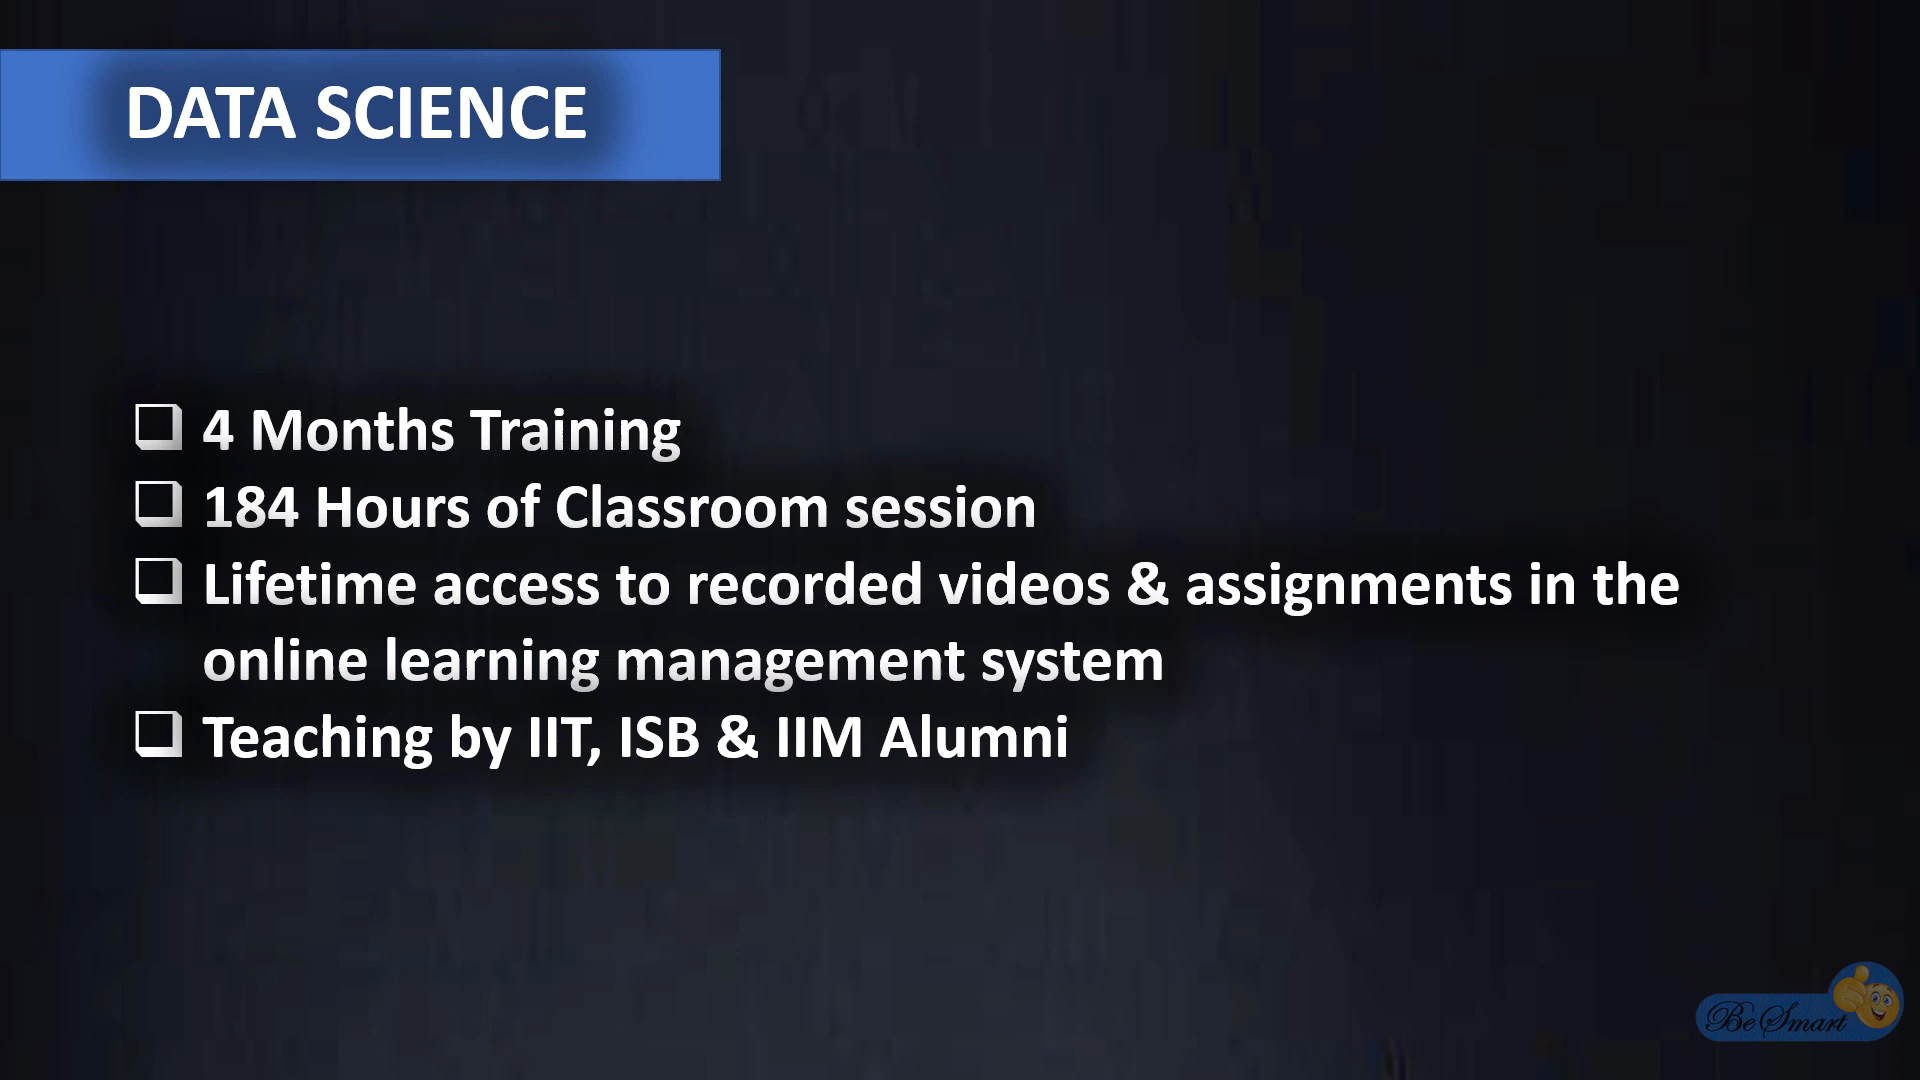 DATA SCIENCE
4 Months Training
184 Hours of Classroom session
Lifetime access to recorded videos & assignments in the
online learning management system
Teaching by IIT, ISB & IIM Alumni
Be Smart